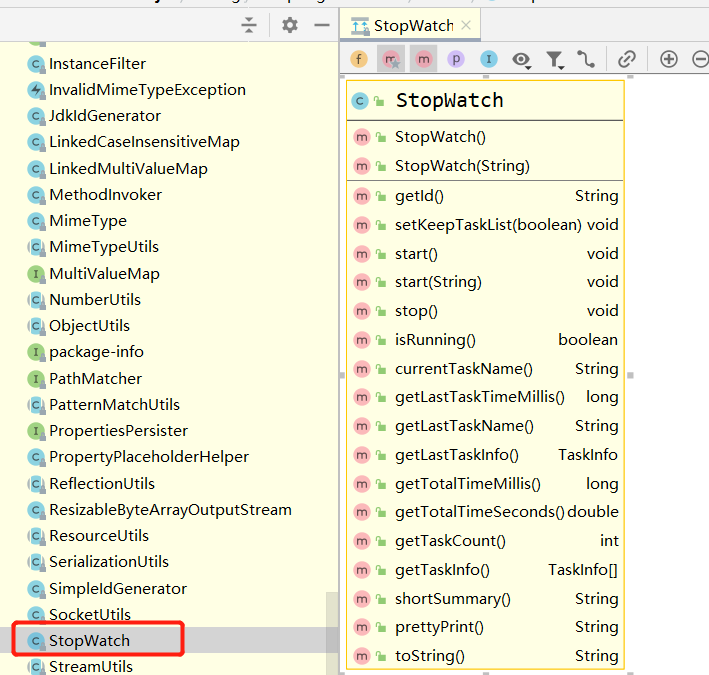 StopWatch
InstanceFilter
InvalidMimeTypeException
JdkIdGenerator
LinkedCaseInsensitiveMap
LinkedMultiValueMap
MethodInvoker
MimeType
MimeTypeUtils
MultiValueMap
NumberUtils
ObjectUtils
package-info
PathMatcher
PatternMatchUtils
PropertiesPersister
PropertyPlaceholderHelper
ReflectionUtils
ResizableByteArrayOutputStream
ResourceUtils
SerializationUtils
SimpleIdGenerator
SocketUtils
StopWatch
StreamUtils
StopWatch
StopWatch()
StopWatch(String)
getId() String
setKeepTaskList(boolean) void
start() void
start(String) void
stop() void
isRunning() boolean
currentTaskName() String
getLastTaskTimeMillis() long
getLastTaskName() String
getLastTaskInfo() TaskInfo
getTotalTimeMillis() long
getTotalTimeSeconds() double
getTaskCount() int
getTaskInfo() TaskInfo[]
shortSummary() String
prettyPrint() String
toString() String